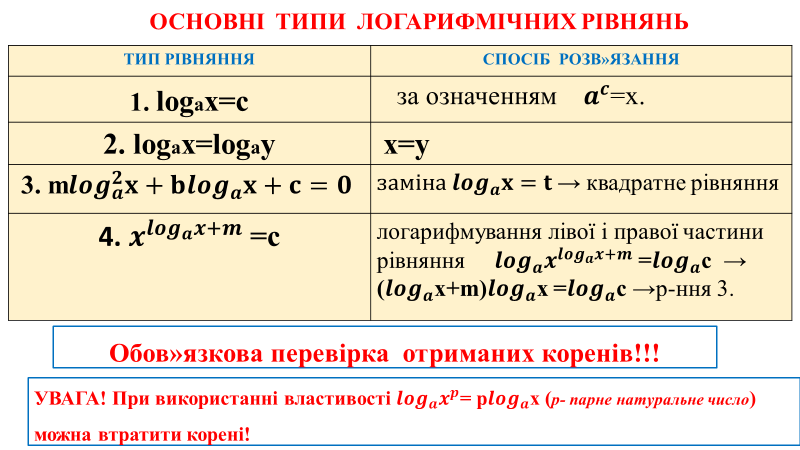 ОСНОВНІ ТИПИ ЛОГАРИФМІЧНИХ РІВНЯНЬ
ТИП РІВНЯННЯ
СПОСІБ РОЗВ»ЯЗАННЯ
1. logₐx=c
за означенням 𝒂ᶜ=x.
2. logₐx=logₐy
x=y
3. m𝒍𝒐𝒈ₐ²x + b𝒍𝒐𝒈ₐx + c = 0
заміна 𝒍𝒐𝒈ₐx = t → квадратне рівняння
4. 𝒙^{𝒍𝒐𝒈ₐ𝒙+𝒎} =c
логарифмування лівої і правої частини
рівняння 𝒍𝒐𝒈ₐ𝒙^{𝒍𝒐𝒈ₐ𝒙+𝒎} =𝒍𝒐𝒈ₐc →
(𝒍𝒐𝒈ₐx+m)𝒍𝒐𝒈ₐx =𝒍𝒐𝒈ₐc →р-ння 3.
Обов»язкова перевірка отриманих коренів!!!
УВАГА! При використанні властивості 𝒍𝒐𝒈ₐ𝒙ᵖ= p𝒍𝒐𝒈ₐx (р- парне натуральне число)
можна втратити корені!